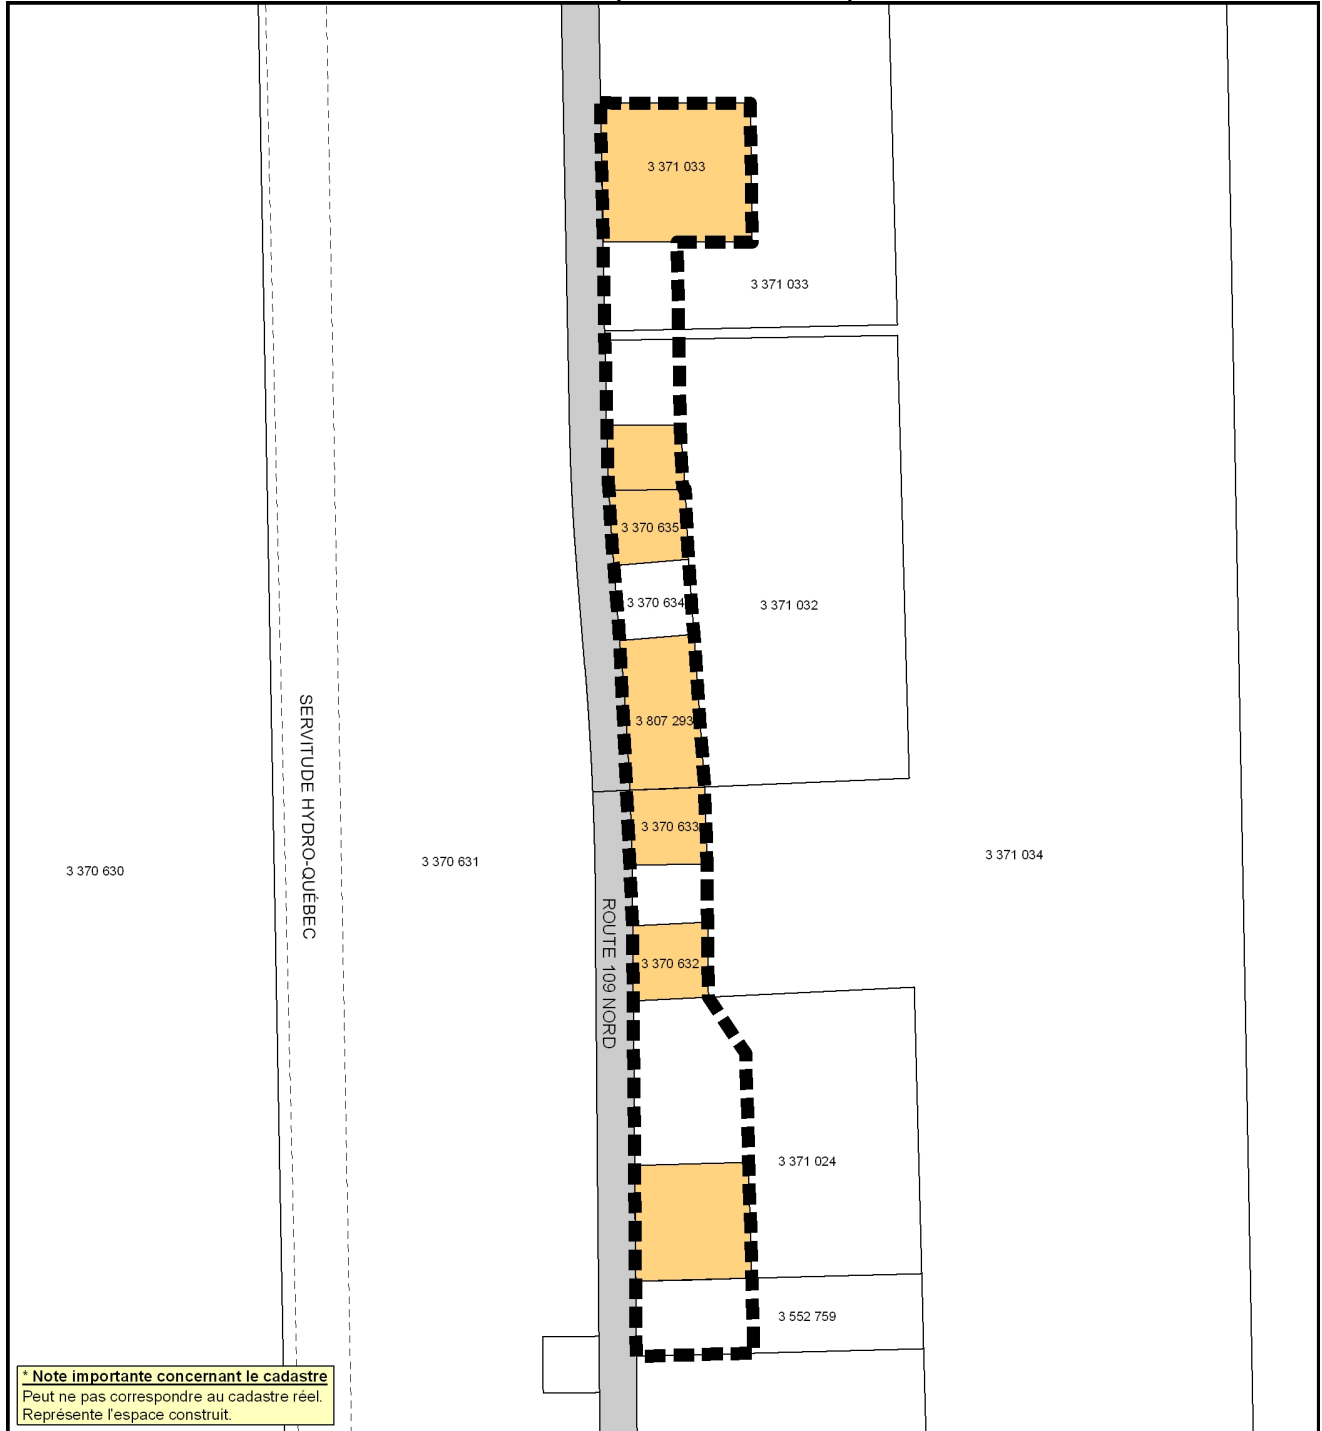 3 371 033
3 371 033
3 370 635
3 370 634
3 371 032
3 807 293
SERVITUDE HYDRO-QUÉBEC
3 370 633
3 370 630
3 370 631
3 371 034
ROUTE 109 NORD
3 370 632
3 371 024
3 552 759
* Note importante concernant le cadastre
Peut ne pas correspondre au cadastre réel.
Représente l'espace construit.